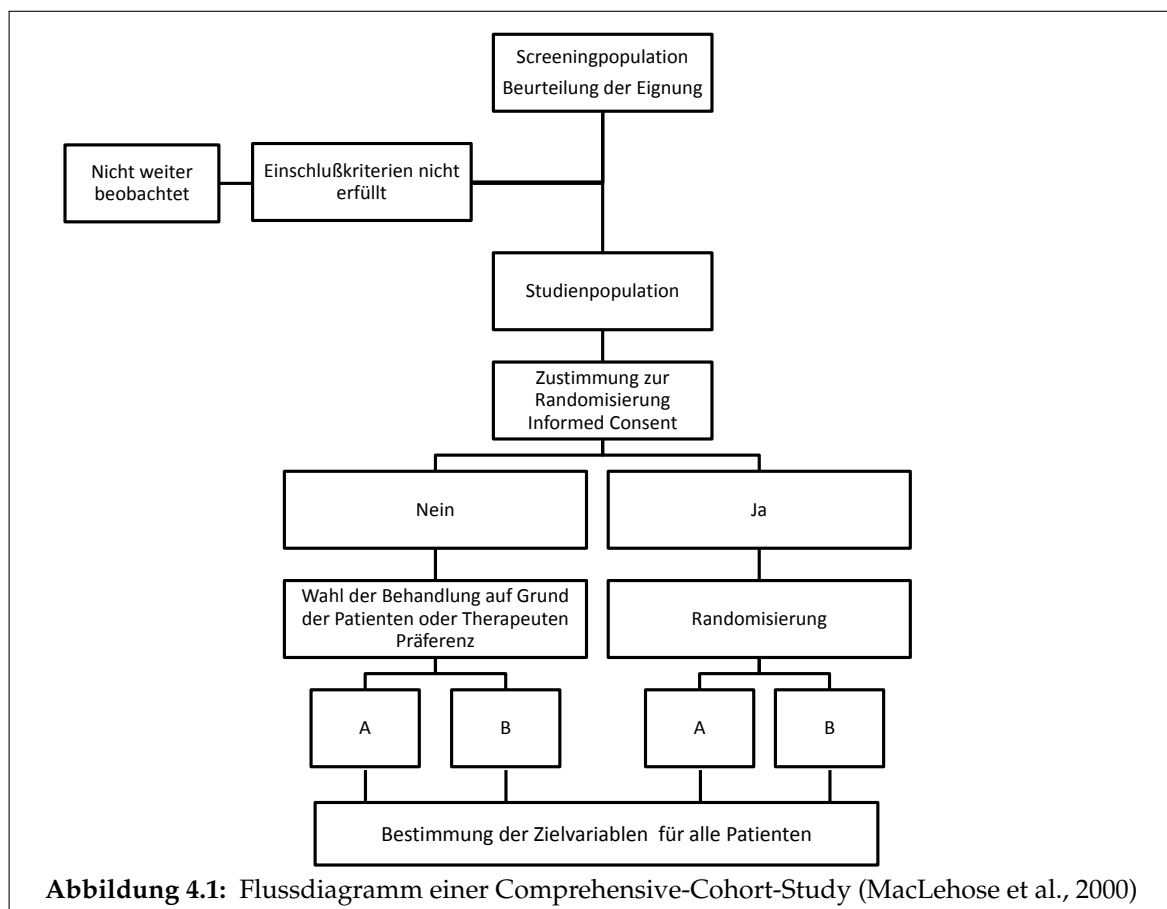 Screeningpopulation
Beurteilung der Eignung
Nicht weiter
beobachtet
Einschlußkriterien nicht
erfüllt
Studienpopulation
Zustimmung zur
Randomisierung
Informed Consent
Nein
Ja
Wahl der Behandlung auf Grund
der Patienten oder Therapeuten
Präferenz
Randomisierung
A
B
A
B
Bestimmung der Zielvariablen für alle Patienten
Abbildung 4.1: Flussdiagramm einer Comprehensive-Cohort-Study (MacLehose et al., 2000)